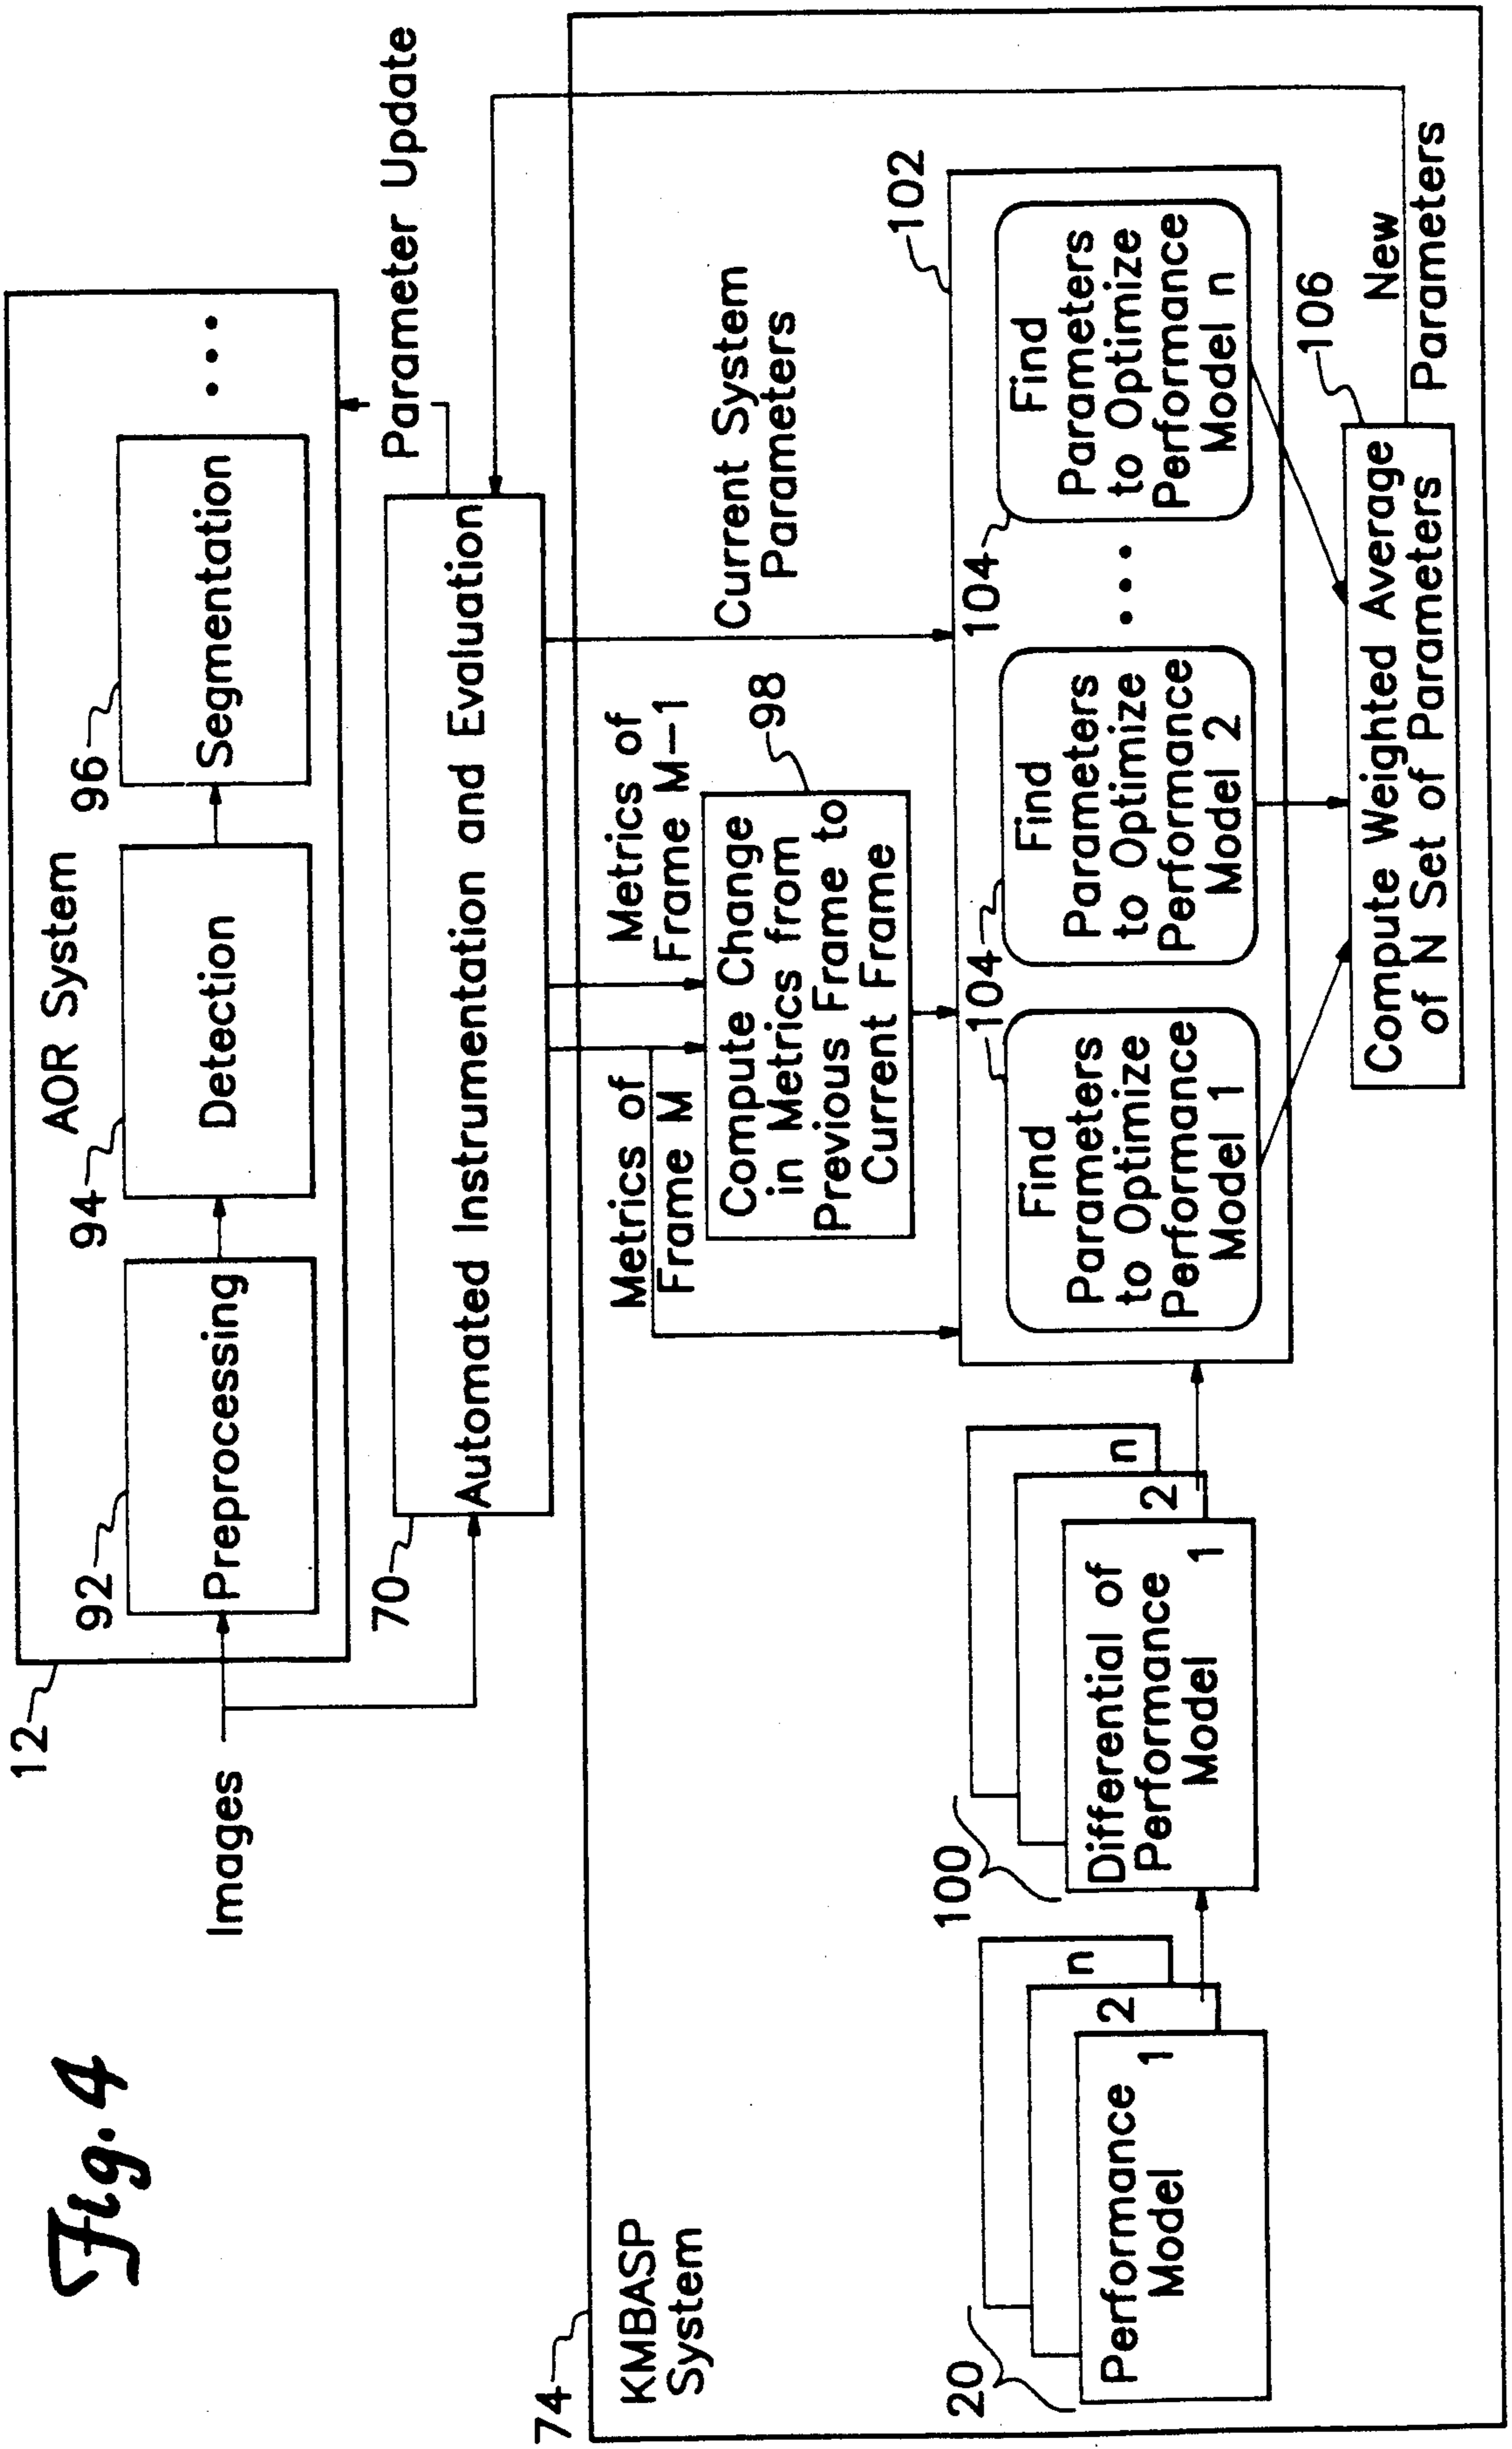 Fig. 4
12
AOR System
92
94
96
Images
Preprocessing
Detection
Segmentation
• • •
Parameter Update
70
Automated Instrumentation and Evaluation
74
KMBASP
System
Metrics of
Frame M
Metrics of
Frame M-1
Current System
Parameters
98
Compute Change
in Metrics from
Previous Frame to
Current Frame
102
20
Performance
Model
1
2
n
100
Differential of
Performance
Model
1
2
n
104
Find
Parameters
to Optimize
Performance
Model 1
104
Find
Parameters
to Optimize
Performance
Model 2
• • •
104
Find
Parameters
to Optimize
Performance
Model n
106
Compute Weighted Average
of N Set of Parameters
New
Parameters